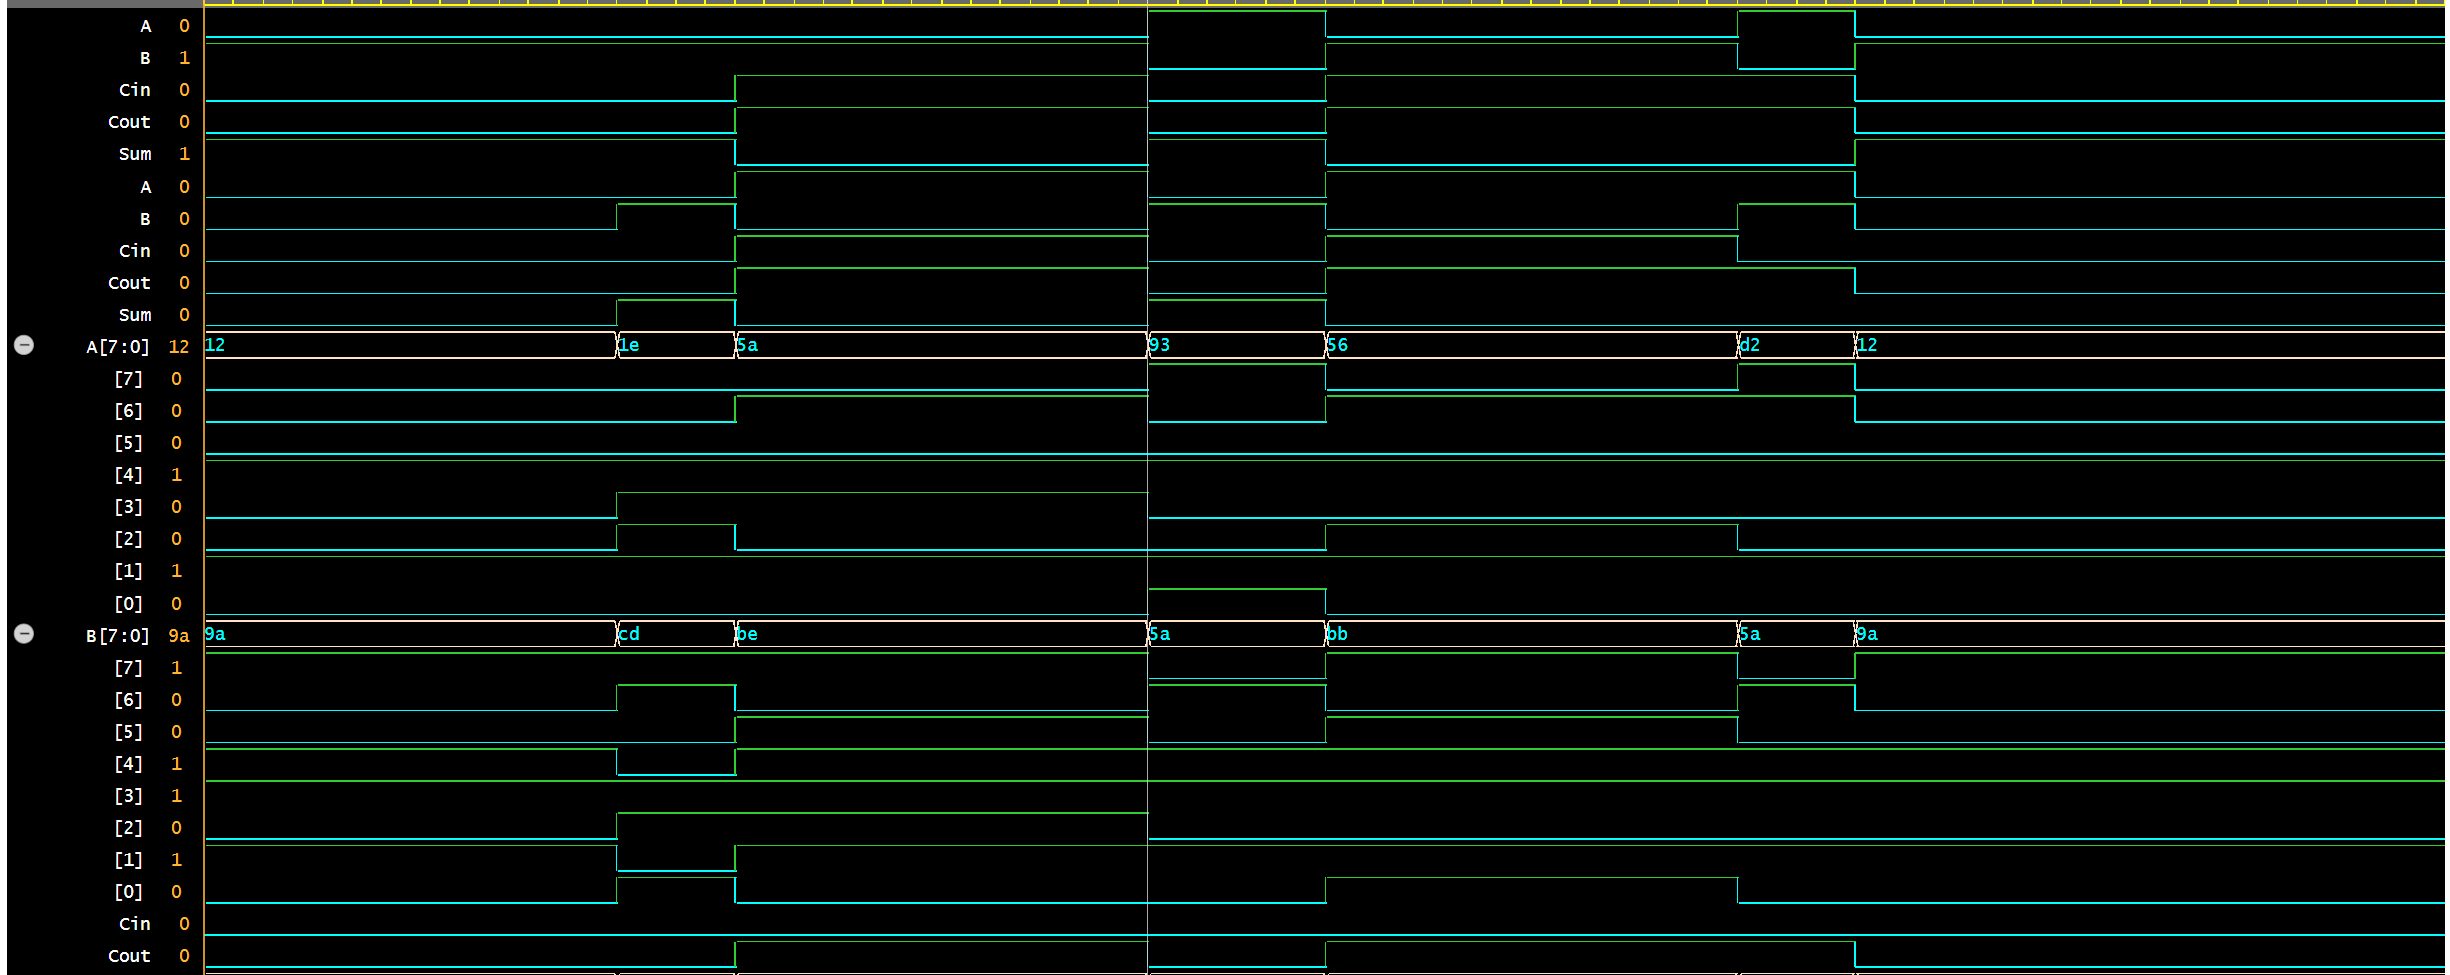 A 0
B 1
Cin 0
Cout 0
Sum 1
A 0
B 0
Cin 0
Cout 0
Sum 0
A[7:0] 12 12 1e 5a 93 56 d2 12
[7] 0
[6] 0
[5] 0
[4] 1
[3] 0
[2] 0
[1] 1
[0] 0
B[7:0] 9a 9a cd be 5a bb 5a 9a
[7] 1
[6] 0
[5] 0
[4] 1
[3] 1
[2] 0
[1] 1
[0] 0
Cin 0
Cout 0